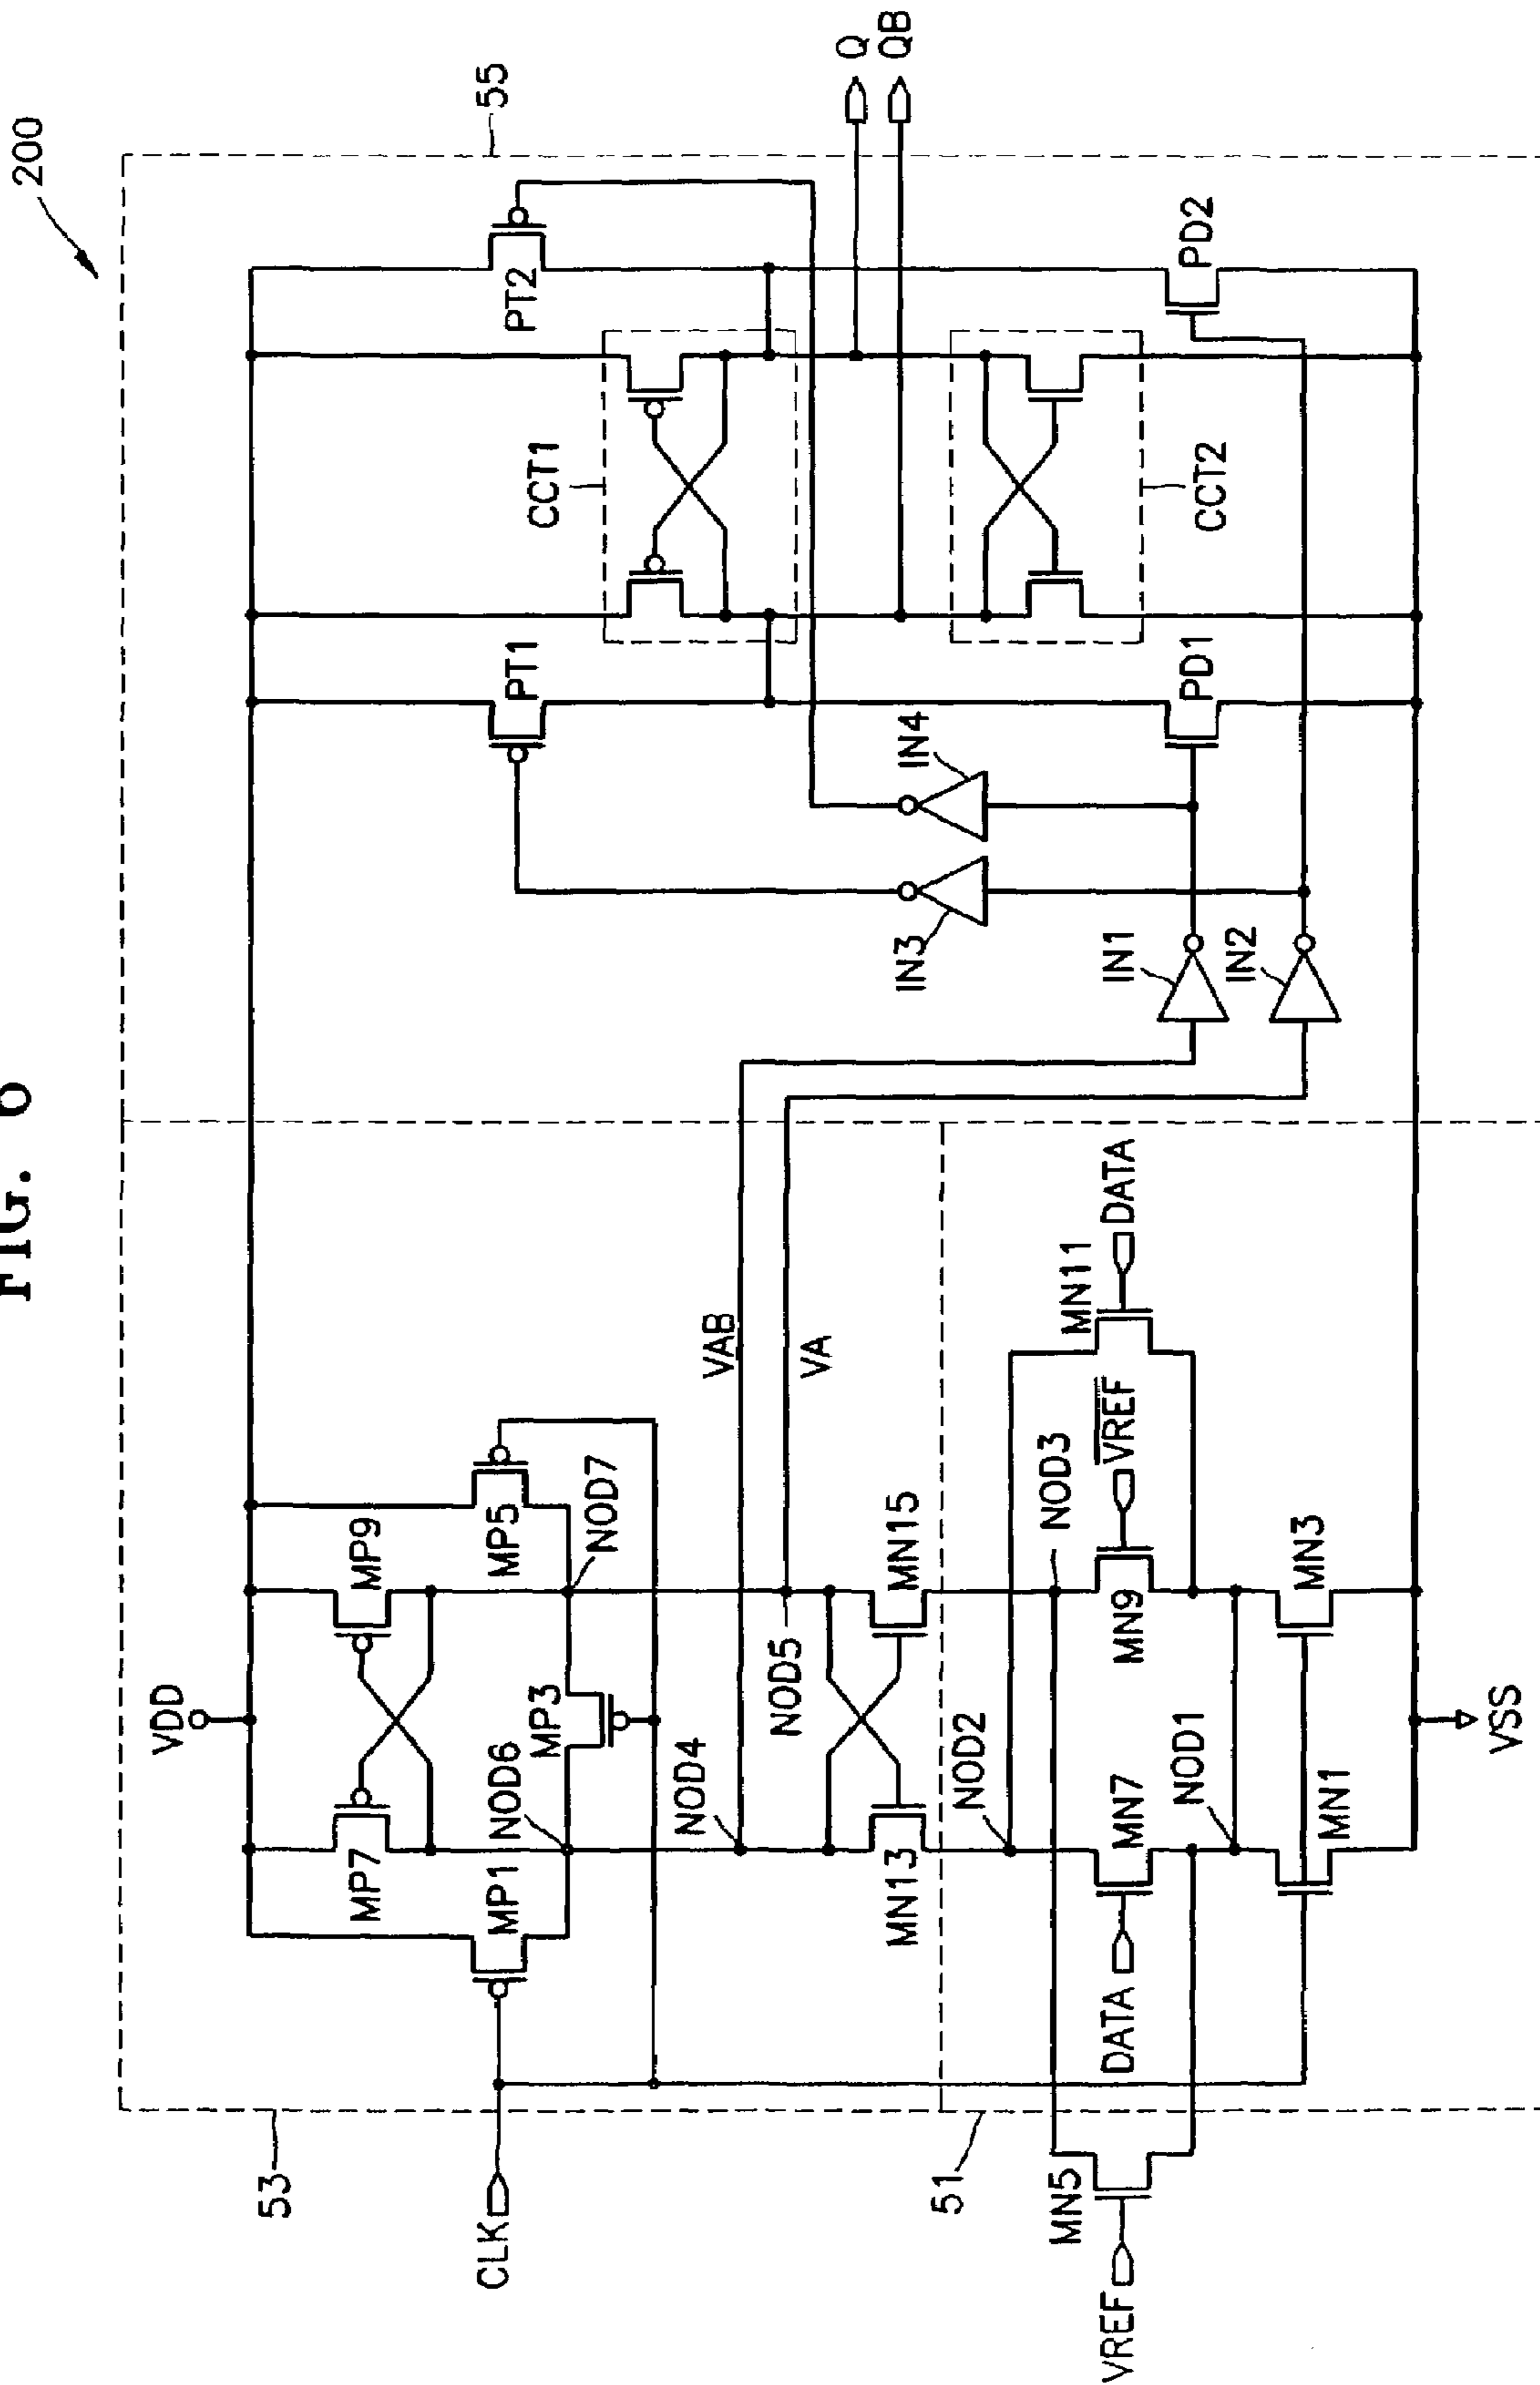 FIG. 6
200
53
55
51
VDD
MP7
MP9
MP1
MP5
MP3
NOD6
NOD7
CLK
NOD4
NOD5
VAB
VA
MN13
MN15
NOD2
NOD3
MN5
VREF
DATA
MN7
MN9
VREF
MN11
DATA
NOD1
MN1
MN3
VSS
PT1
PT2
CCT1
CCT2
IN3
IN4
IN1
IN2
PD1
PD2
Q
QB